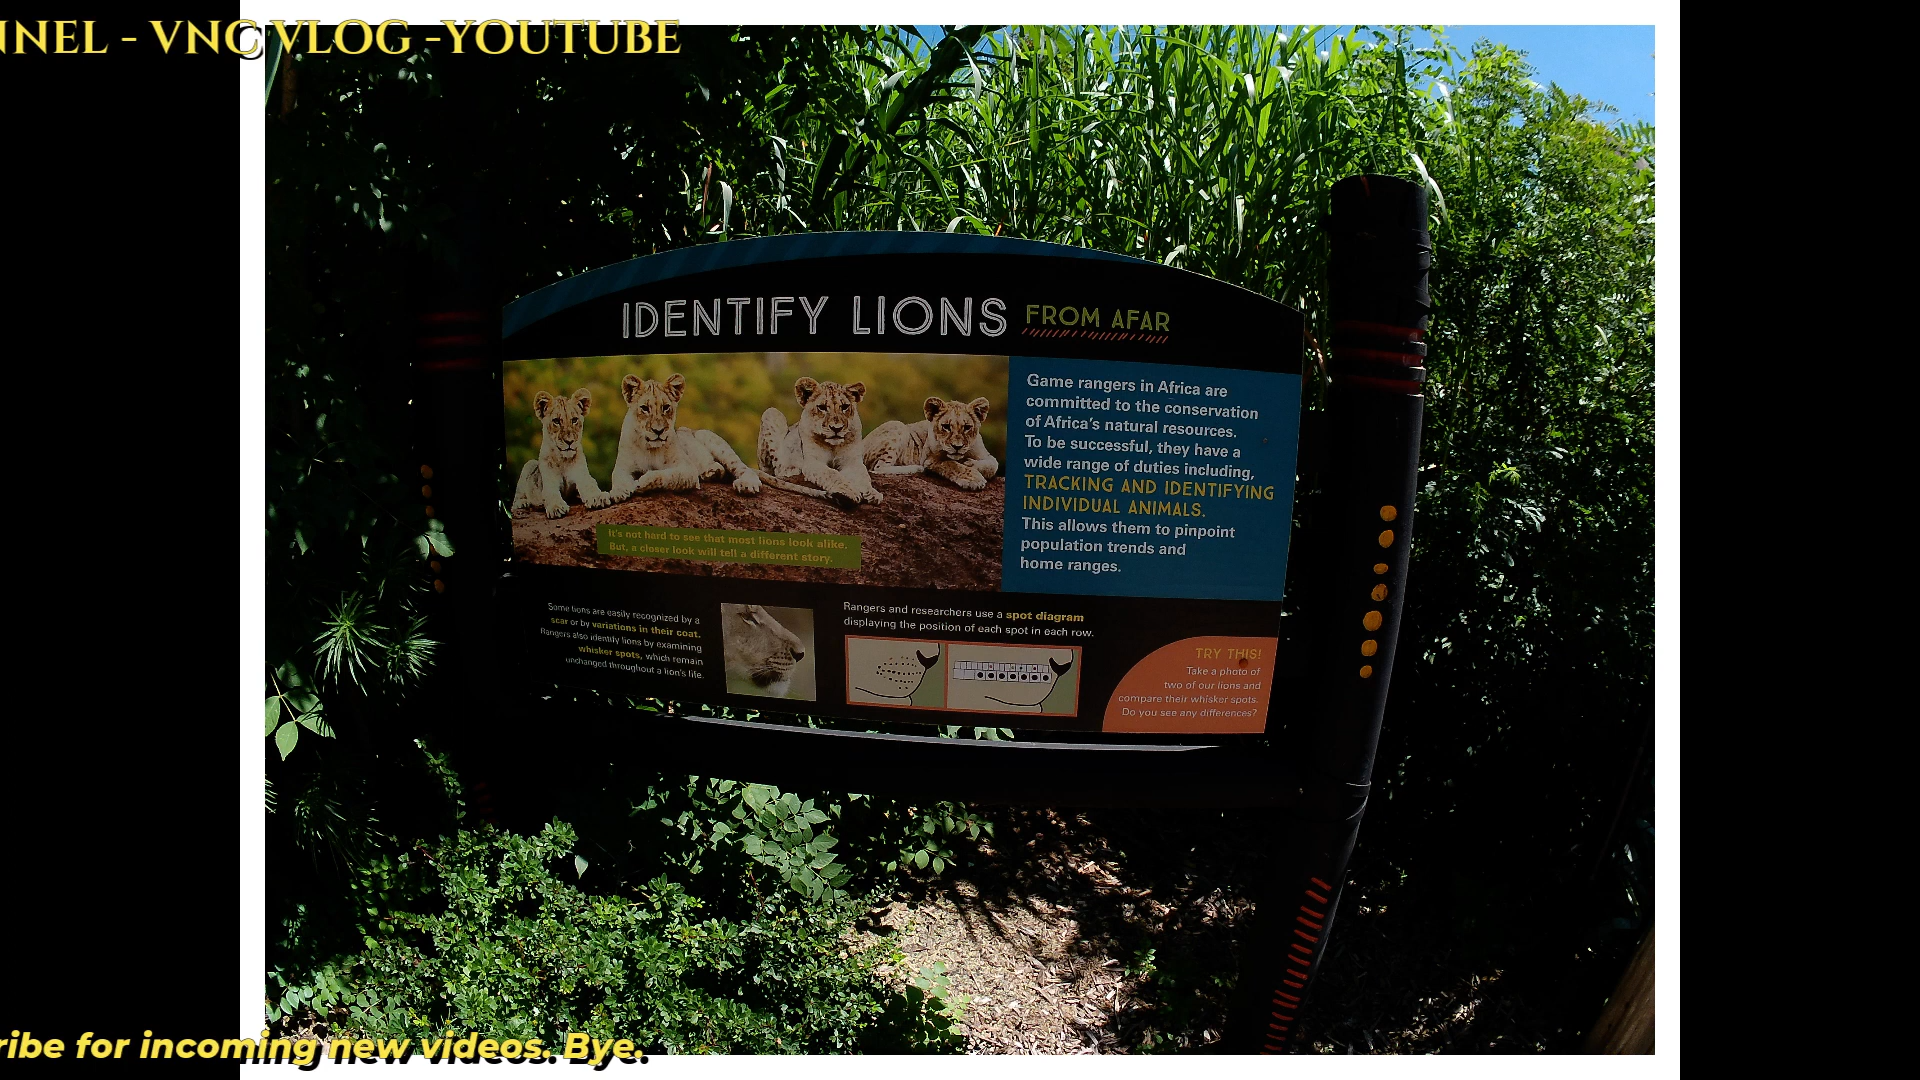 NNEL - VNC VLOG -YOUTUBE
IDENTIFY LIONS FROM AFAR
Game rangers in Africa are
committed to the conservation
of Africa's natural resources.
To be successful, they have a
wide range of duties including,
TRACKING AND IDENTIFYING
INDIVIDUAL ANIMALS.
This allows them to pinpoint
population trends and
home ranges.
It's not hard to see that most lions look alike.
But, a closer look will tell a different story.
Some lions are easily recognized by a
scar or by variations in their coat.
Rangers also identify lions by examining
whisker spots, which remain
unchanged throughout a lion's life.
Rangers and researchers use a spot diagram
displaying the position of each spot in each row.
TRY THIS!
Take a photo of
two of our lions and
compare their whisker spots.
Do you see any differences?
ribe for incoming new videos. Bye.